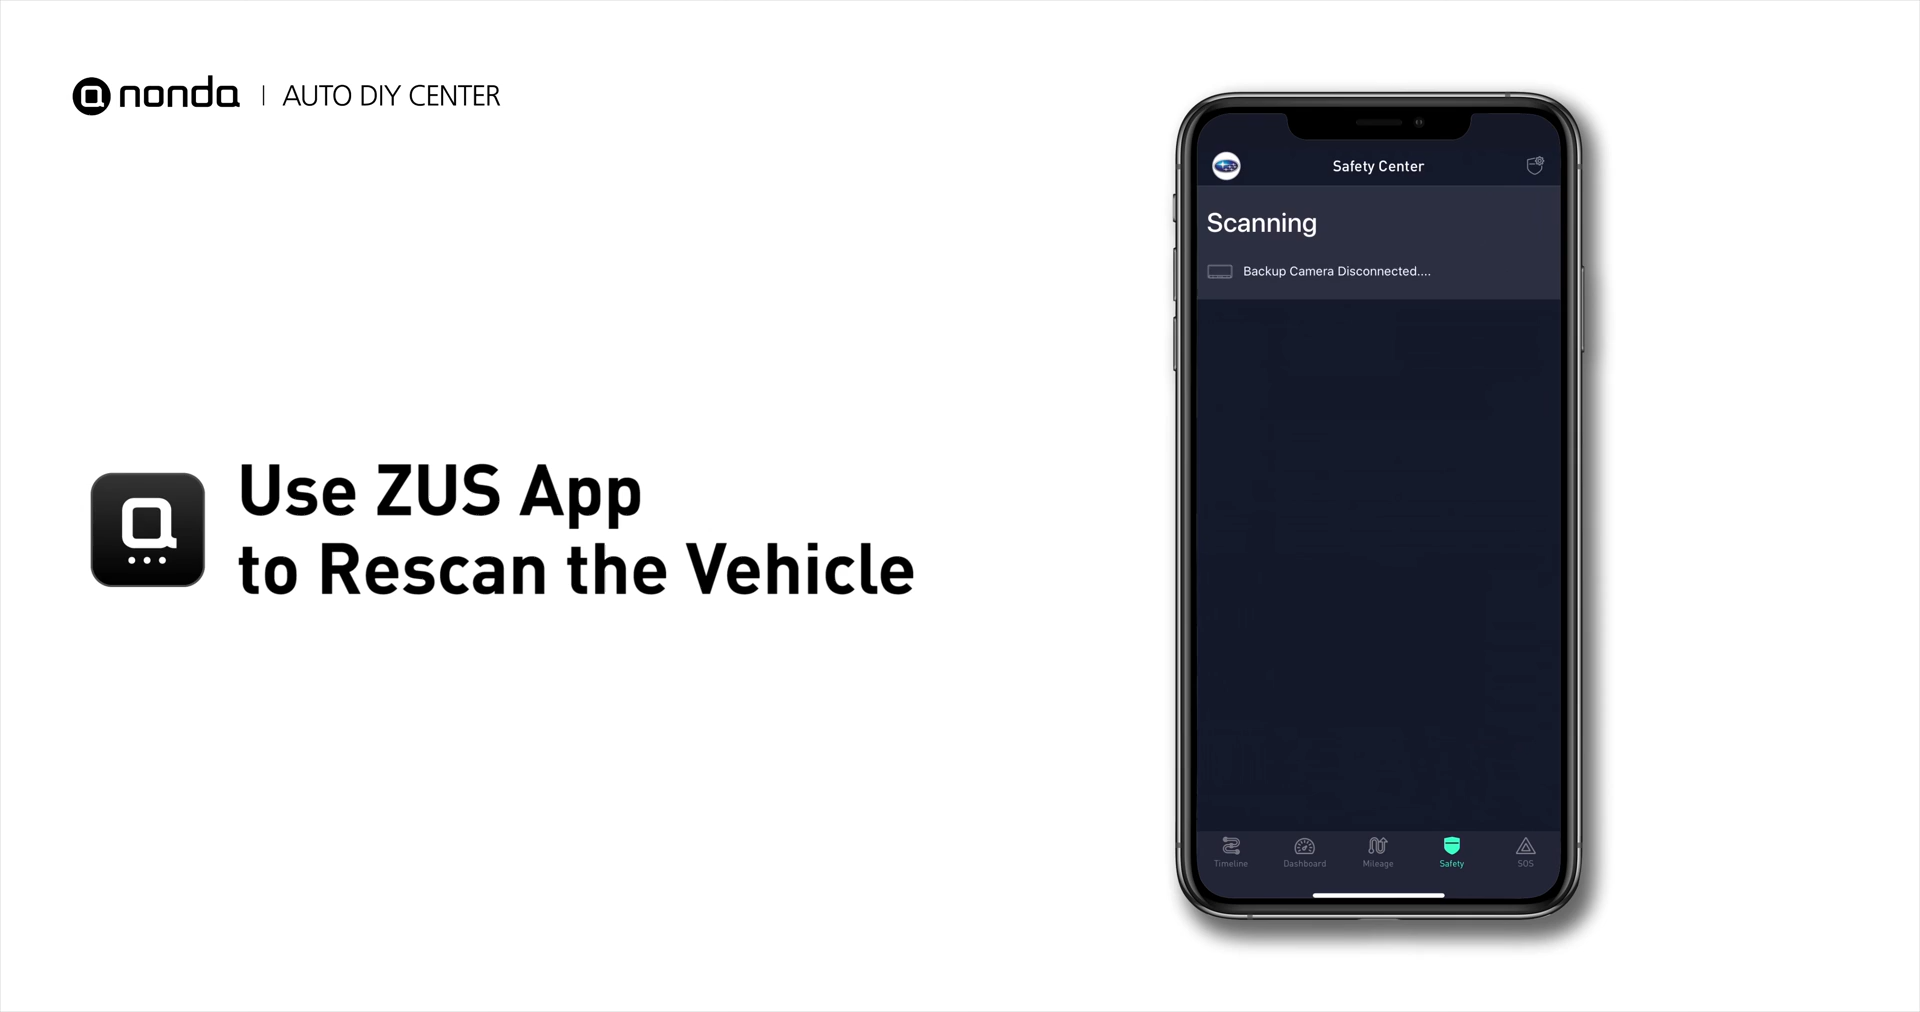 nonda | AUTO DIY CENTER
Use ZUS App
to Rescan the Vehicle
Safety Center
Scanning
Backup Camera Disconnected....
Timeline
Dashboard
Mileage
Safety
SOS